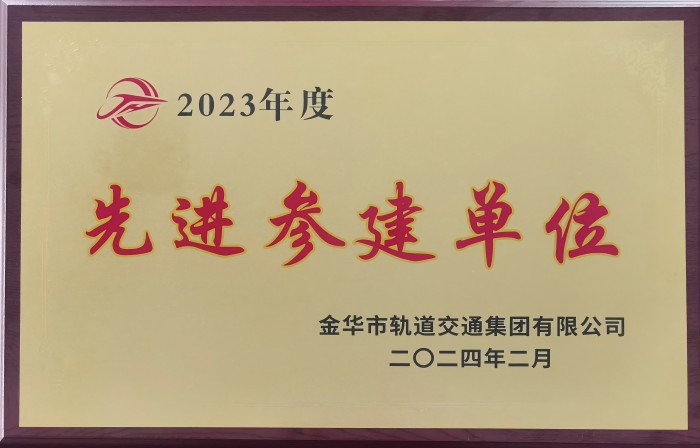 2023年度
先进参建单位
金华市轨道交通集团有限公司
二〇二四年二月